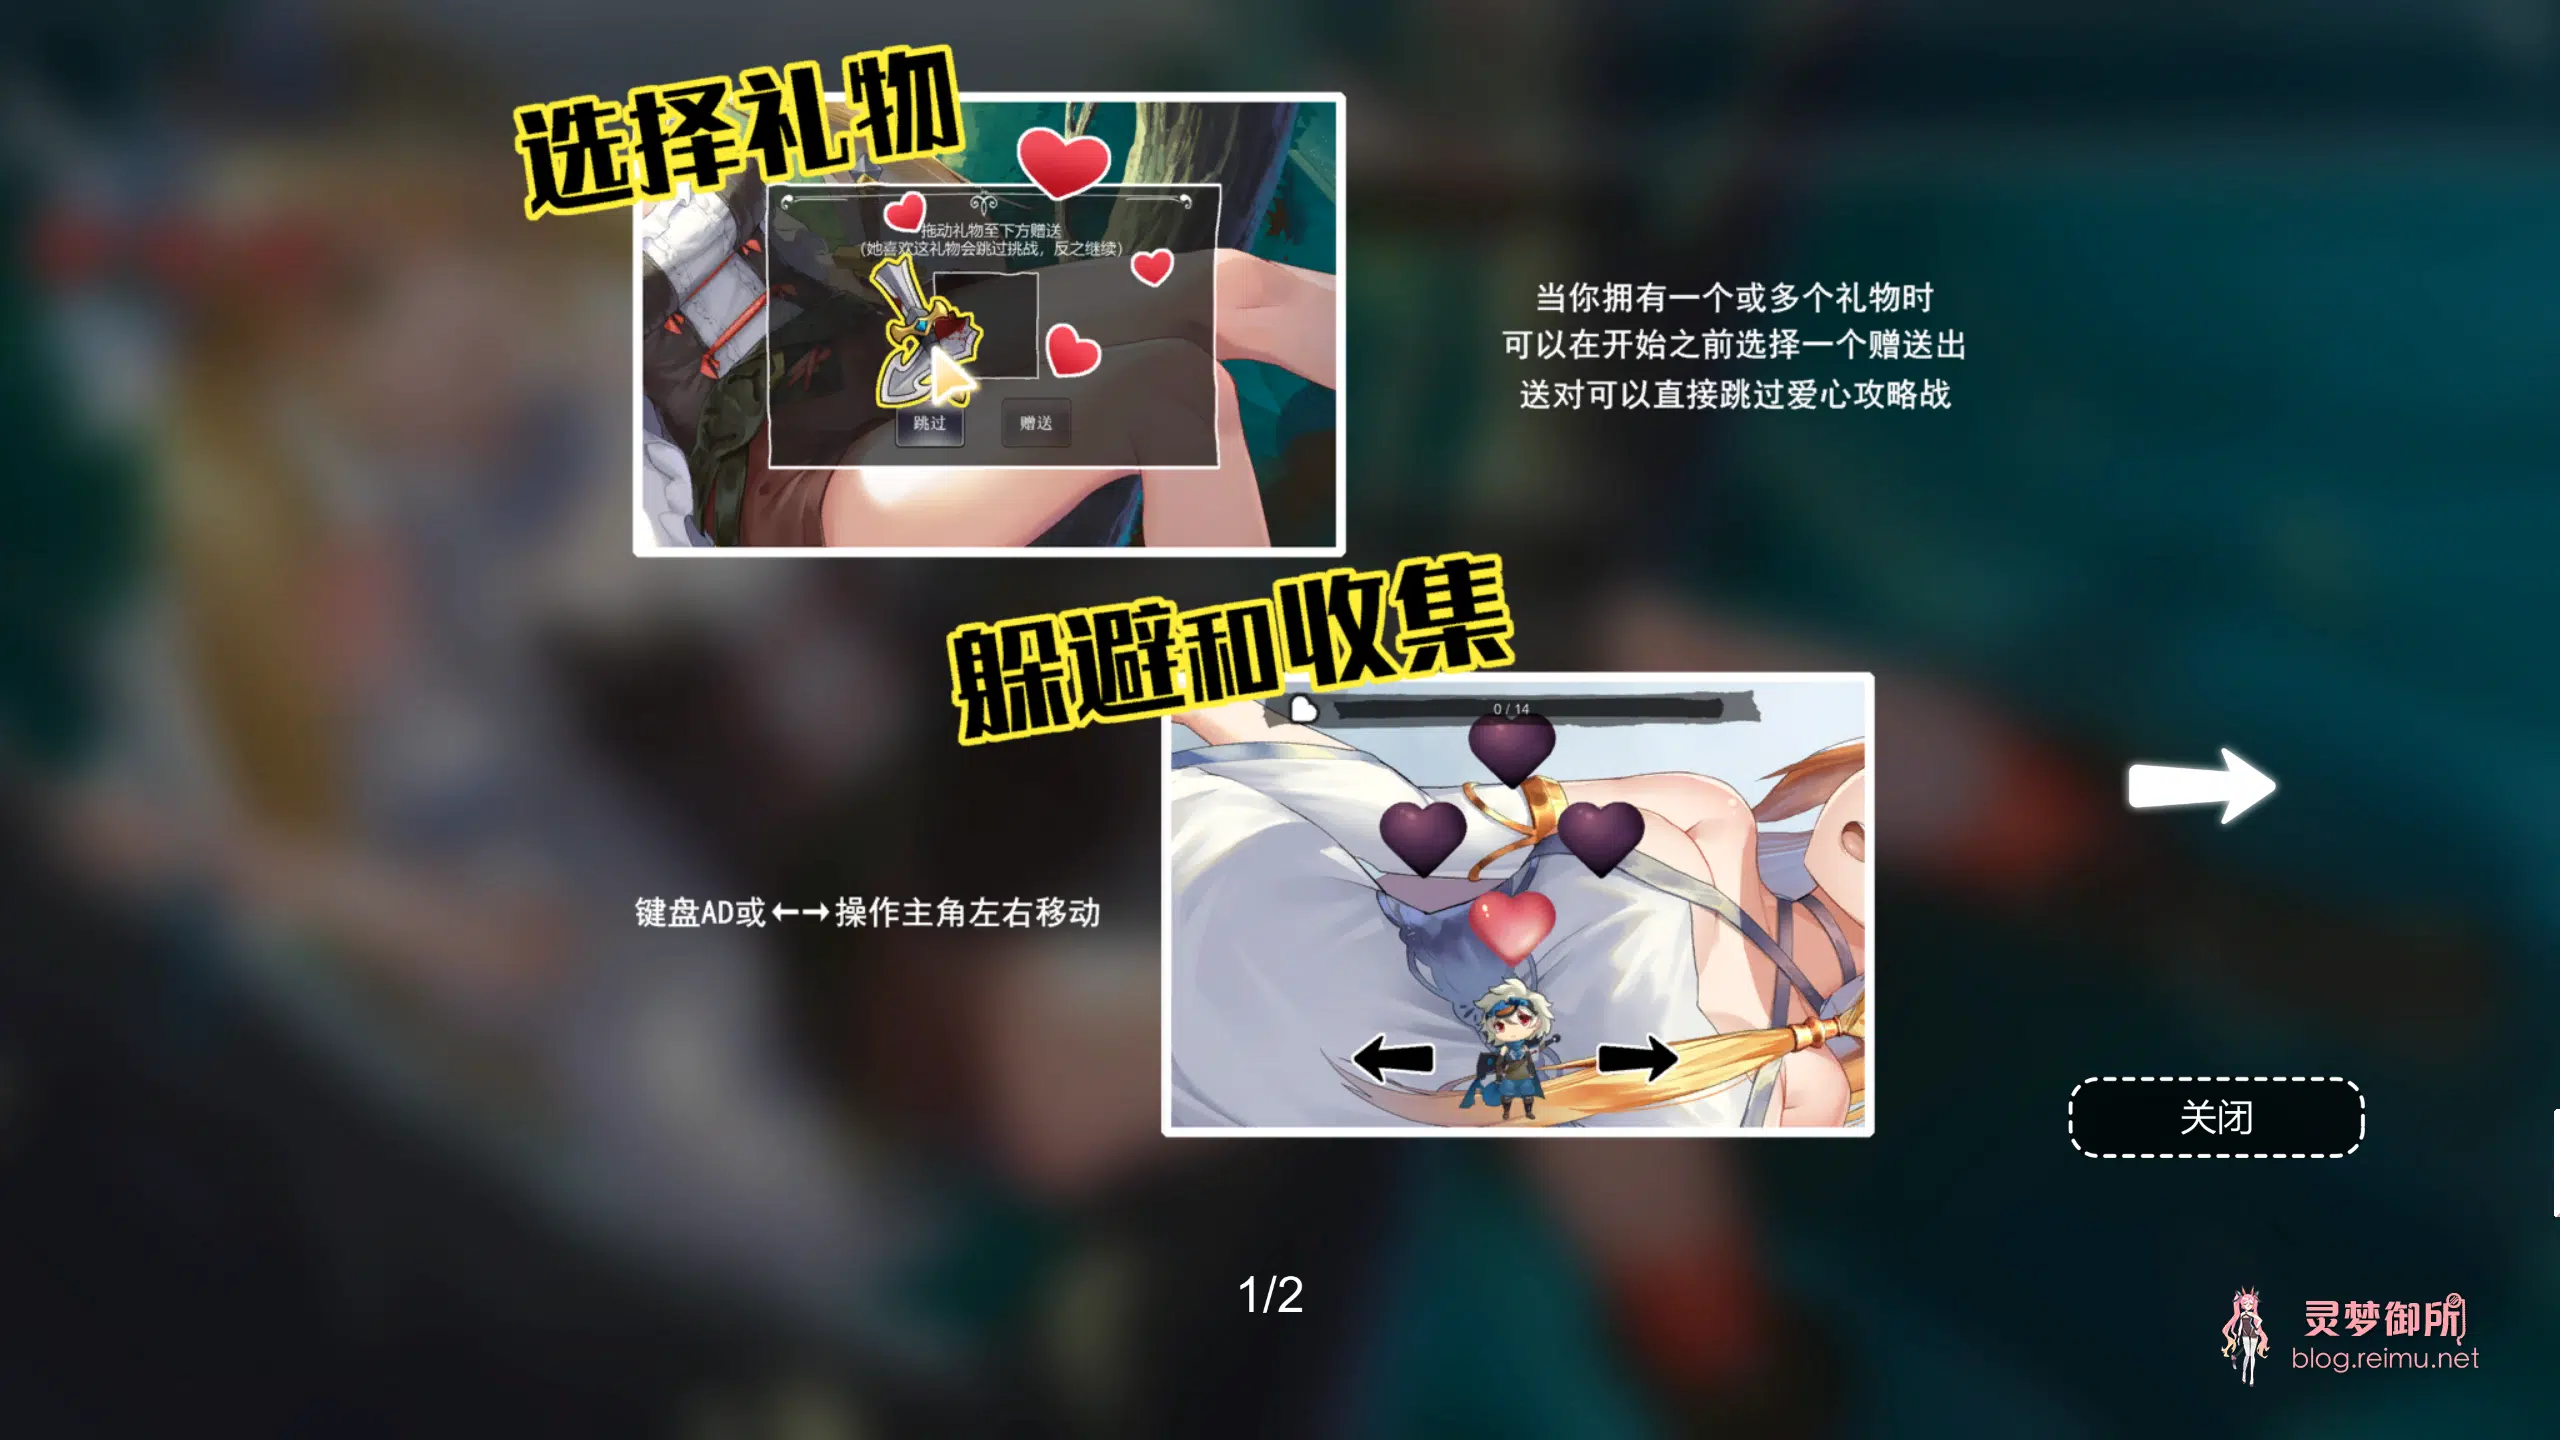 选择礼物
拖动礼物至下方赠送
(她喜欢这礼物会跳过挑战，反之继续)
跳过
赠送
当你拥有一个或多个礼物时
可以在开始之前选择一个赠送出
送对可以直接跳过爱心攻略战
躲避和收集
0 / 14
键盘AD或←→操作主角左右移动
关闭
1/2
灵梦御所
blog.reimu.net